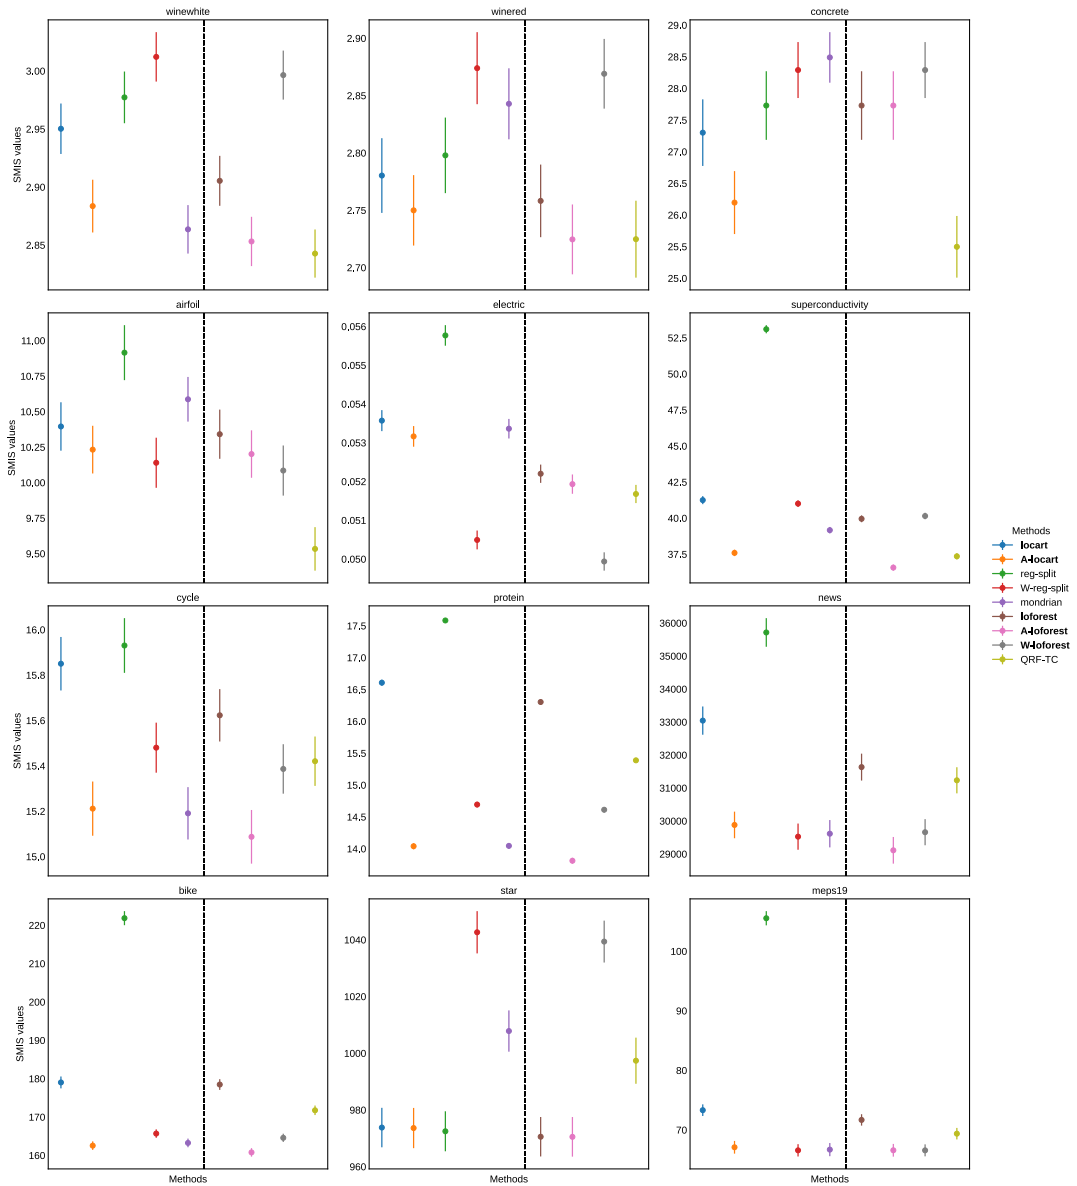 winewhite
winered
concrete
3.00
2.95
2.90
2.85
SMIS values
2.90
2.85
2.80
2.75
2.70
29.0
28.5
28.0
27.5
27.0
26.5
26.0
25.5
25.0
airfoil
electric
superconductivity
11.00
10.75
10.50
10.25
10.00
9.75
9.50
SMIS values
0.056
0.055
0.054
0.053
0.052
0.051
0.050
52.5
50.0
47.5
45.0
42.5
40.0
37.5
cycle
protein
news
16.0
15.8
15.6
15.4
15.2
15.0
SMIS values
17.5
17.0
16.5
16.0
15.5
15.0
14.5
14.0
36000
35000
34000
33000
32000
31000
30000
29000
bike
star
meps19
220
210
200
190
180
170
160
SMIS values
1040
1020
1000
980
960
100
90
80
70
Methods
Methods
Methods
Methods
locart
A-locart
reg-split
W-reg-split
mondrian
loforest
A-loforest
W-loforest
QRF-TC